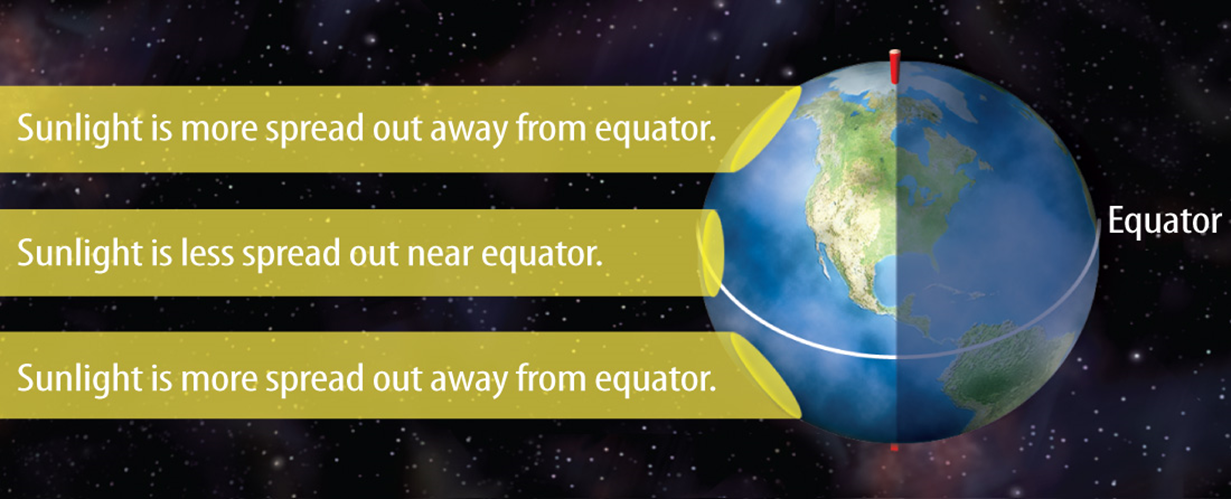 Sunlight is more spread out away from equator.
Equator
Sunlight is less spread out near equator.
Sunlight is more spread out away from equator.